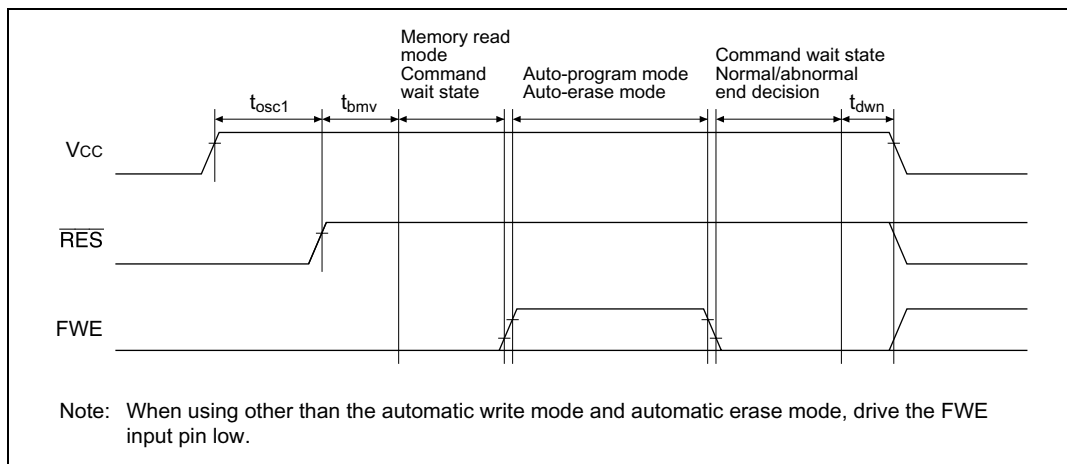 Memory read
mode
Command
wait state
Auto-program mode
Auto-erase mode
Command wait state
Normal/abnormal
end decision
tosc1
tbmv
tdwn
VCC
RES
FWE
Note: When using other than the automatic write mode and automatic erase mode, drive the FWE
input pin low.